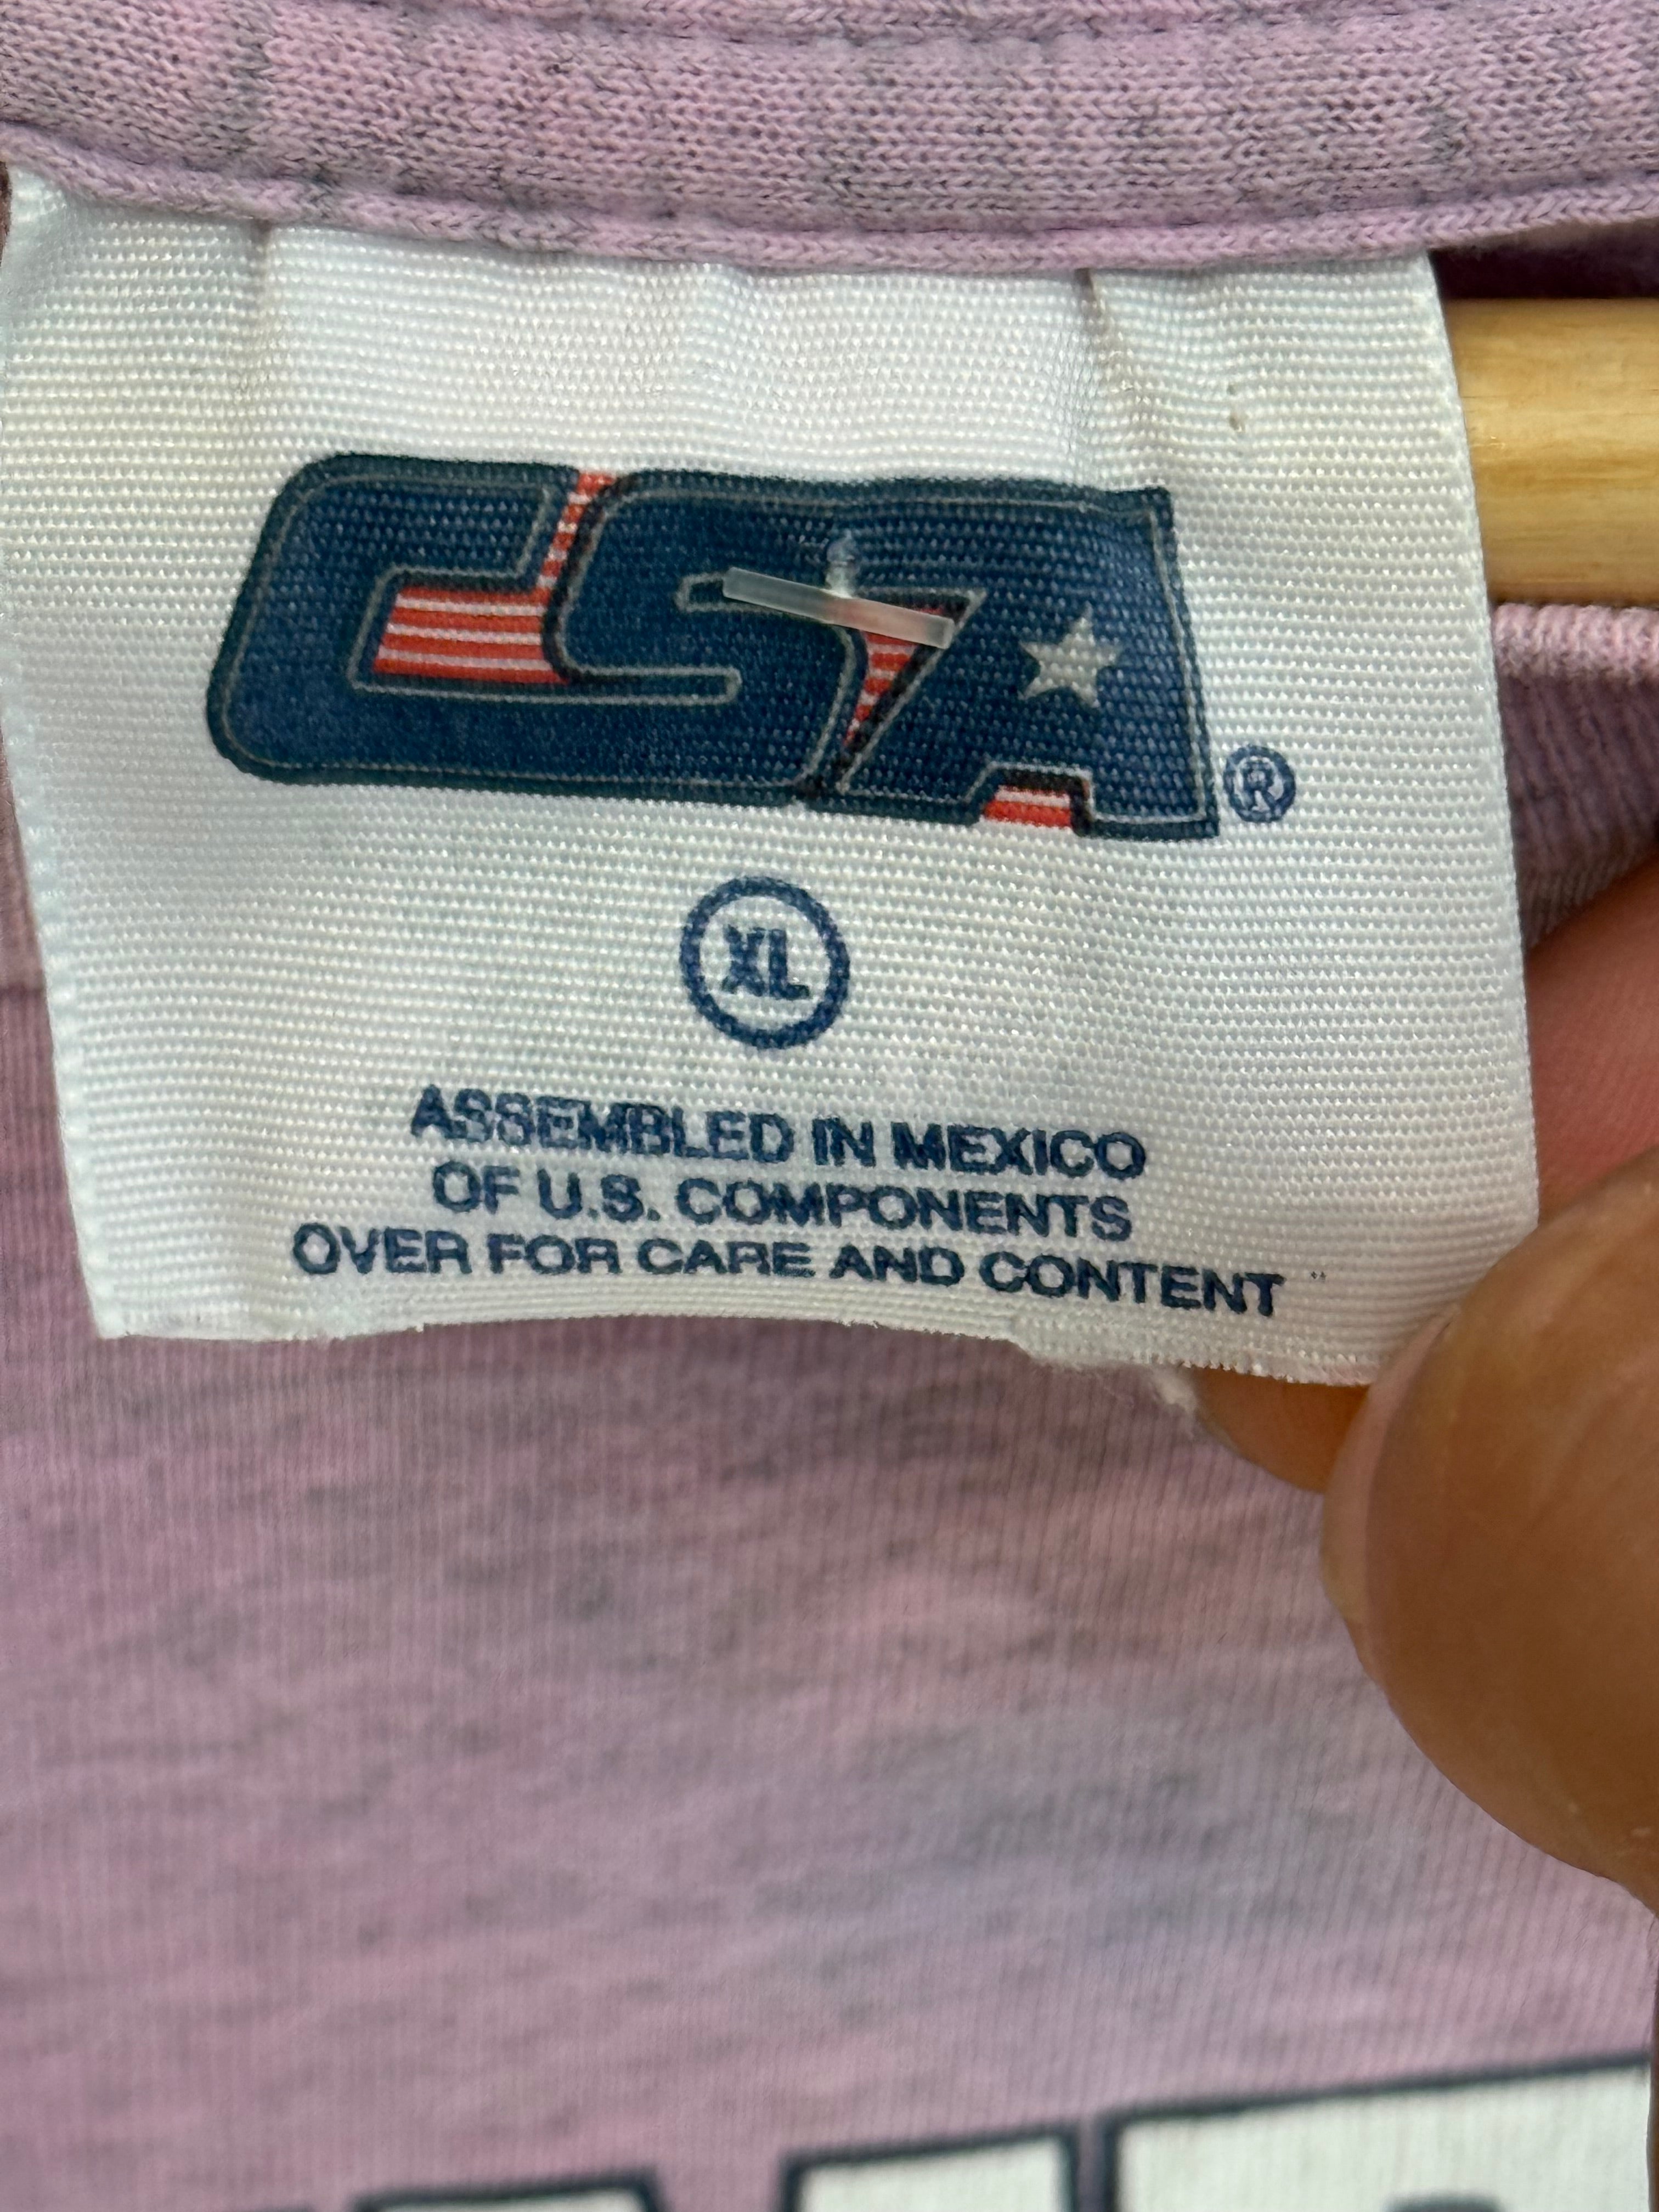 CSA ®
XL
ASSEMBLED IN MEXICO
OF U.S. COMPONENTS
OVER FOR CARE AND CONTENT